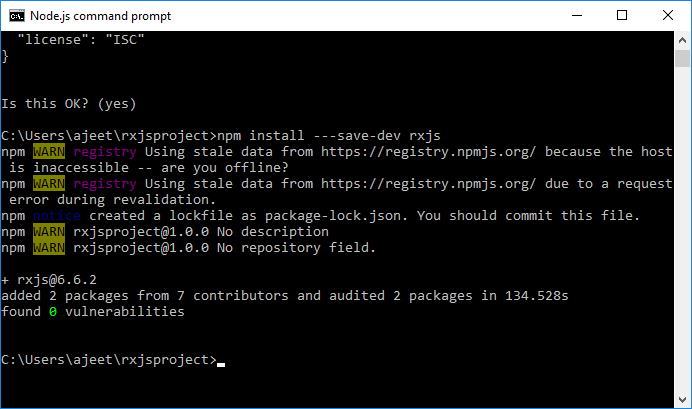 Node.js command prompt
"license": "ISC"
}
Is this OK? (yes)
C:\Users\ajeet\rxjsproject>npm install ---save-dev rxjs
npm WARN registry Using stale data from https://registry.npmjs.org/ because the host
is inaccessible -- are you offline?
npm WARN registry Using stale data from https://registry.npmjs.org/ due to a request
error during revalidation.
npm notice created a lockfile as package-lock.json. You should commit this file.
npm WARN rxjsproject@1.0.0 No description
npm WARN rxjsproject@1.0.0 No repository field.
+ rxjs@6.6.2
added 2 packages from 7 contributors and audited 2 packages in 134.528s
found 0 vulnerabilities
C:\Users\ajeet\rxjsproject>